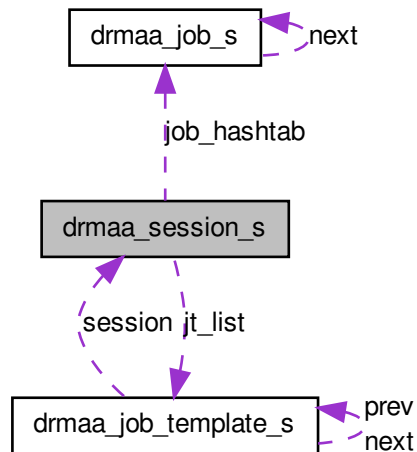 drmaa_job_s
next
job_hashtab
drmaa_session_s
session
jt_list
drmaa_job_template_s
prev
next